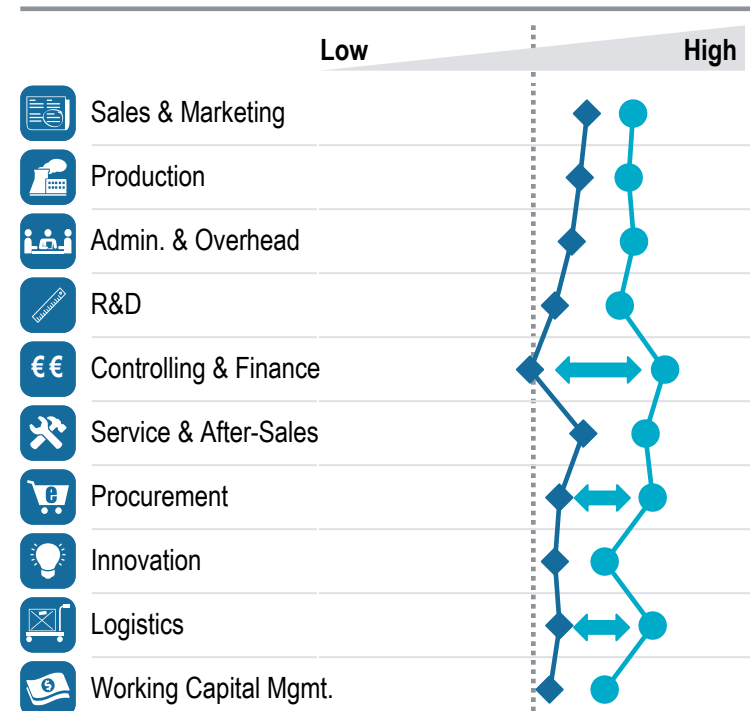 Low High
Sales & Marketing
Production
Admin. & Overhead
R&D
€€ Controlling & Finance
Service & After-Sales
e Procurement
Innovation
Logistics
$ Working Capital Mgmt.